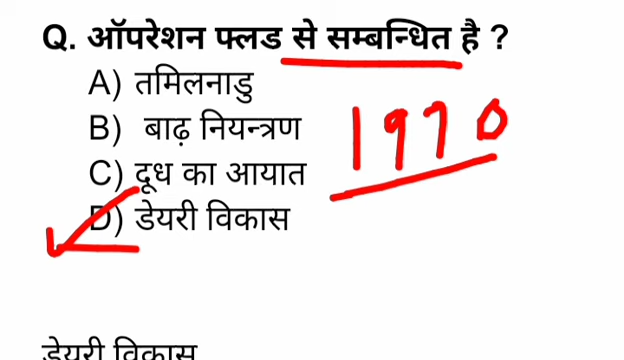 Q. ऑपरेशन फ्लड से सम्बन्धित है ?
A) तमिलनाडु
B) बाढ़ नियन्त्रण
1970
C) दूध का आयात
D) डेयरी विकास
डेयरी विकास